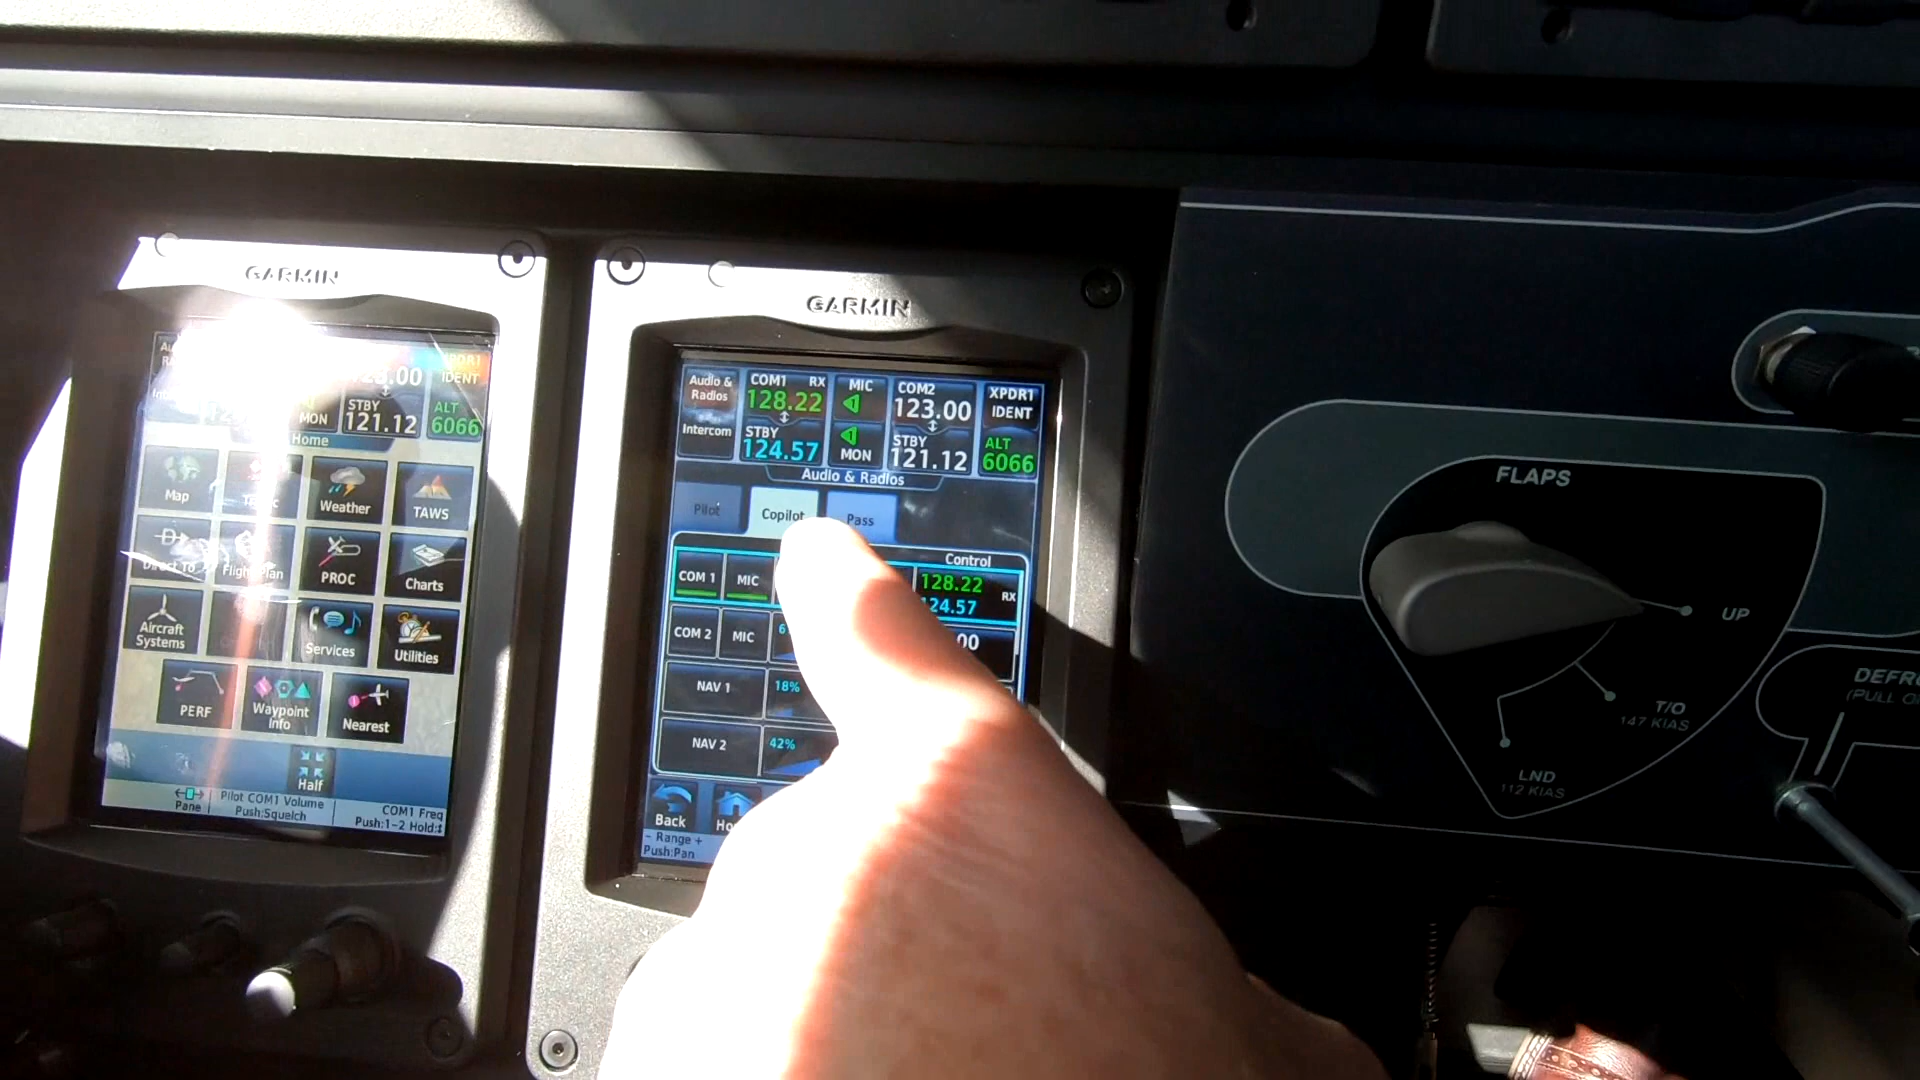 GARMIN
23.00
IDENT
MON
STBY
121.12
ALT
6066
Home
Map
Weather
TAWS
Direct To
Flight Plan
PROC
Charts
Aircraft
Systems
Services
Utilities
PERF
Waypoint
Info
Nearest
Half
Pane
Pilot COM1 Volume
Push:Squelch
COM1 Freq
Push:1-2 Hold:↕
GARMIN
Audio &
Radios
Intercom
COM1 RX
128.22
STBY
124.57
MIC
MON
COM2
123.00
STBY
121.12
XPDR1
IDENT
ALT
6066
Audio & Radios
Pilot
Copilot
Pass
Control
COM 1
MIC
128.22
124.57
RX
COM 2
MIC
NAV 1
18%
NAV 2
42%
Back
- Range +
Push:Pan
FLAPS
UP
T/O
147 KIAS
LND
112 KIAS